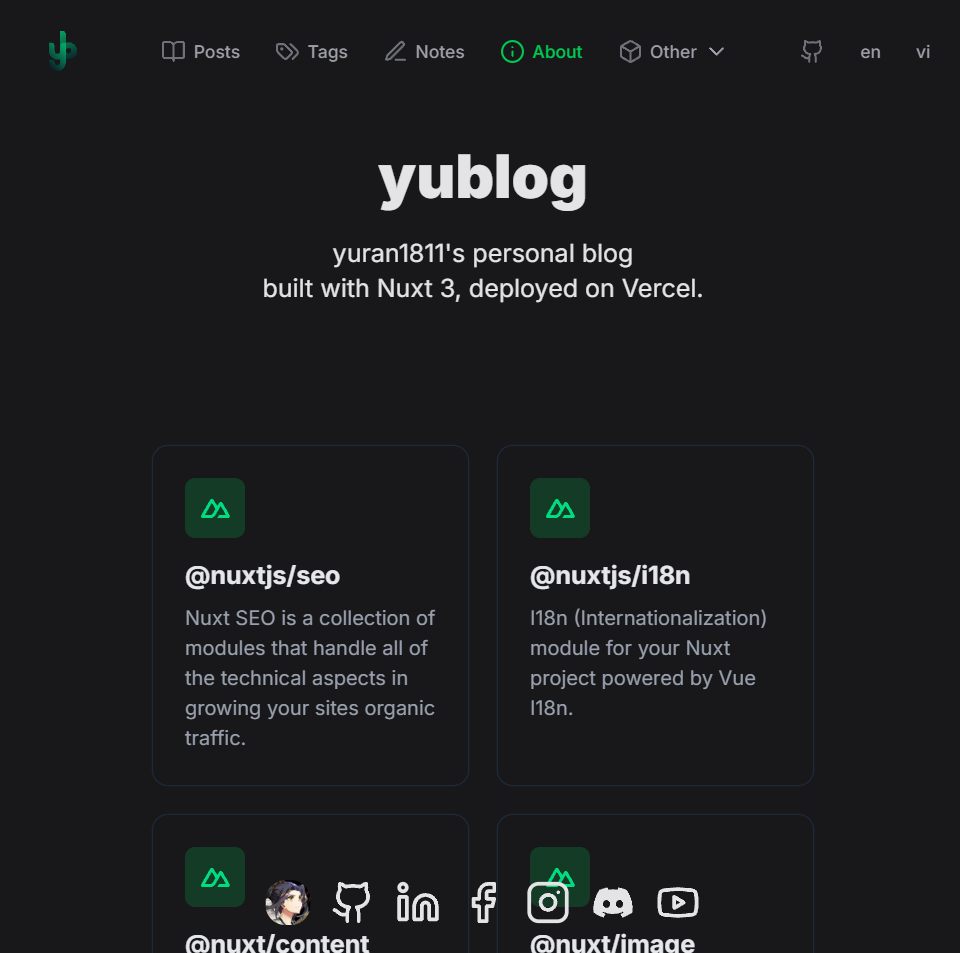 Posts Tags Notes About Other en vi
yublog
yuran1811's personal blog
built with Nuxt 3, deployed on Vercel.
@nuxtjs/seo
Nuxt SEO is a collection of
modules that handle all of
the technical aspects in
growing your sites organic
traffic.
@nuxtjs/i18n
I18n (Internationalization)
module for your Nuxt
project powered by Vue
I18n.
@nuxt/content
@nuxt/image